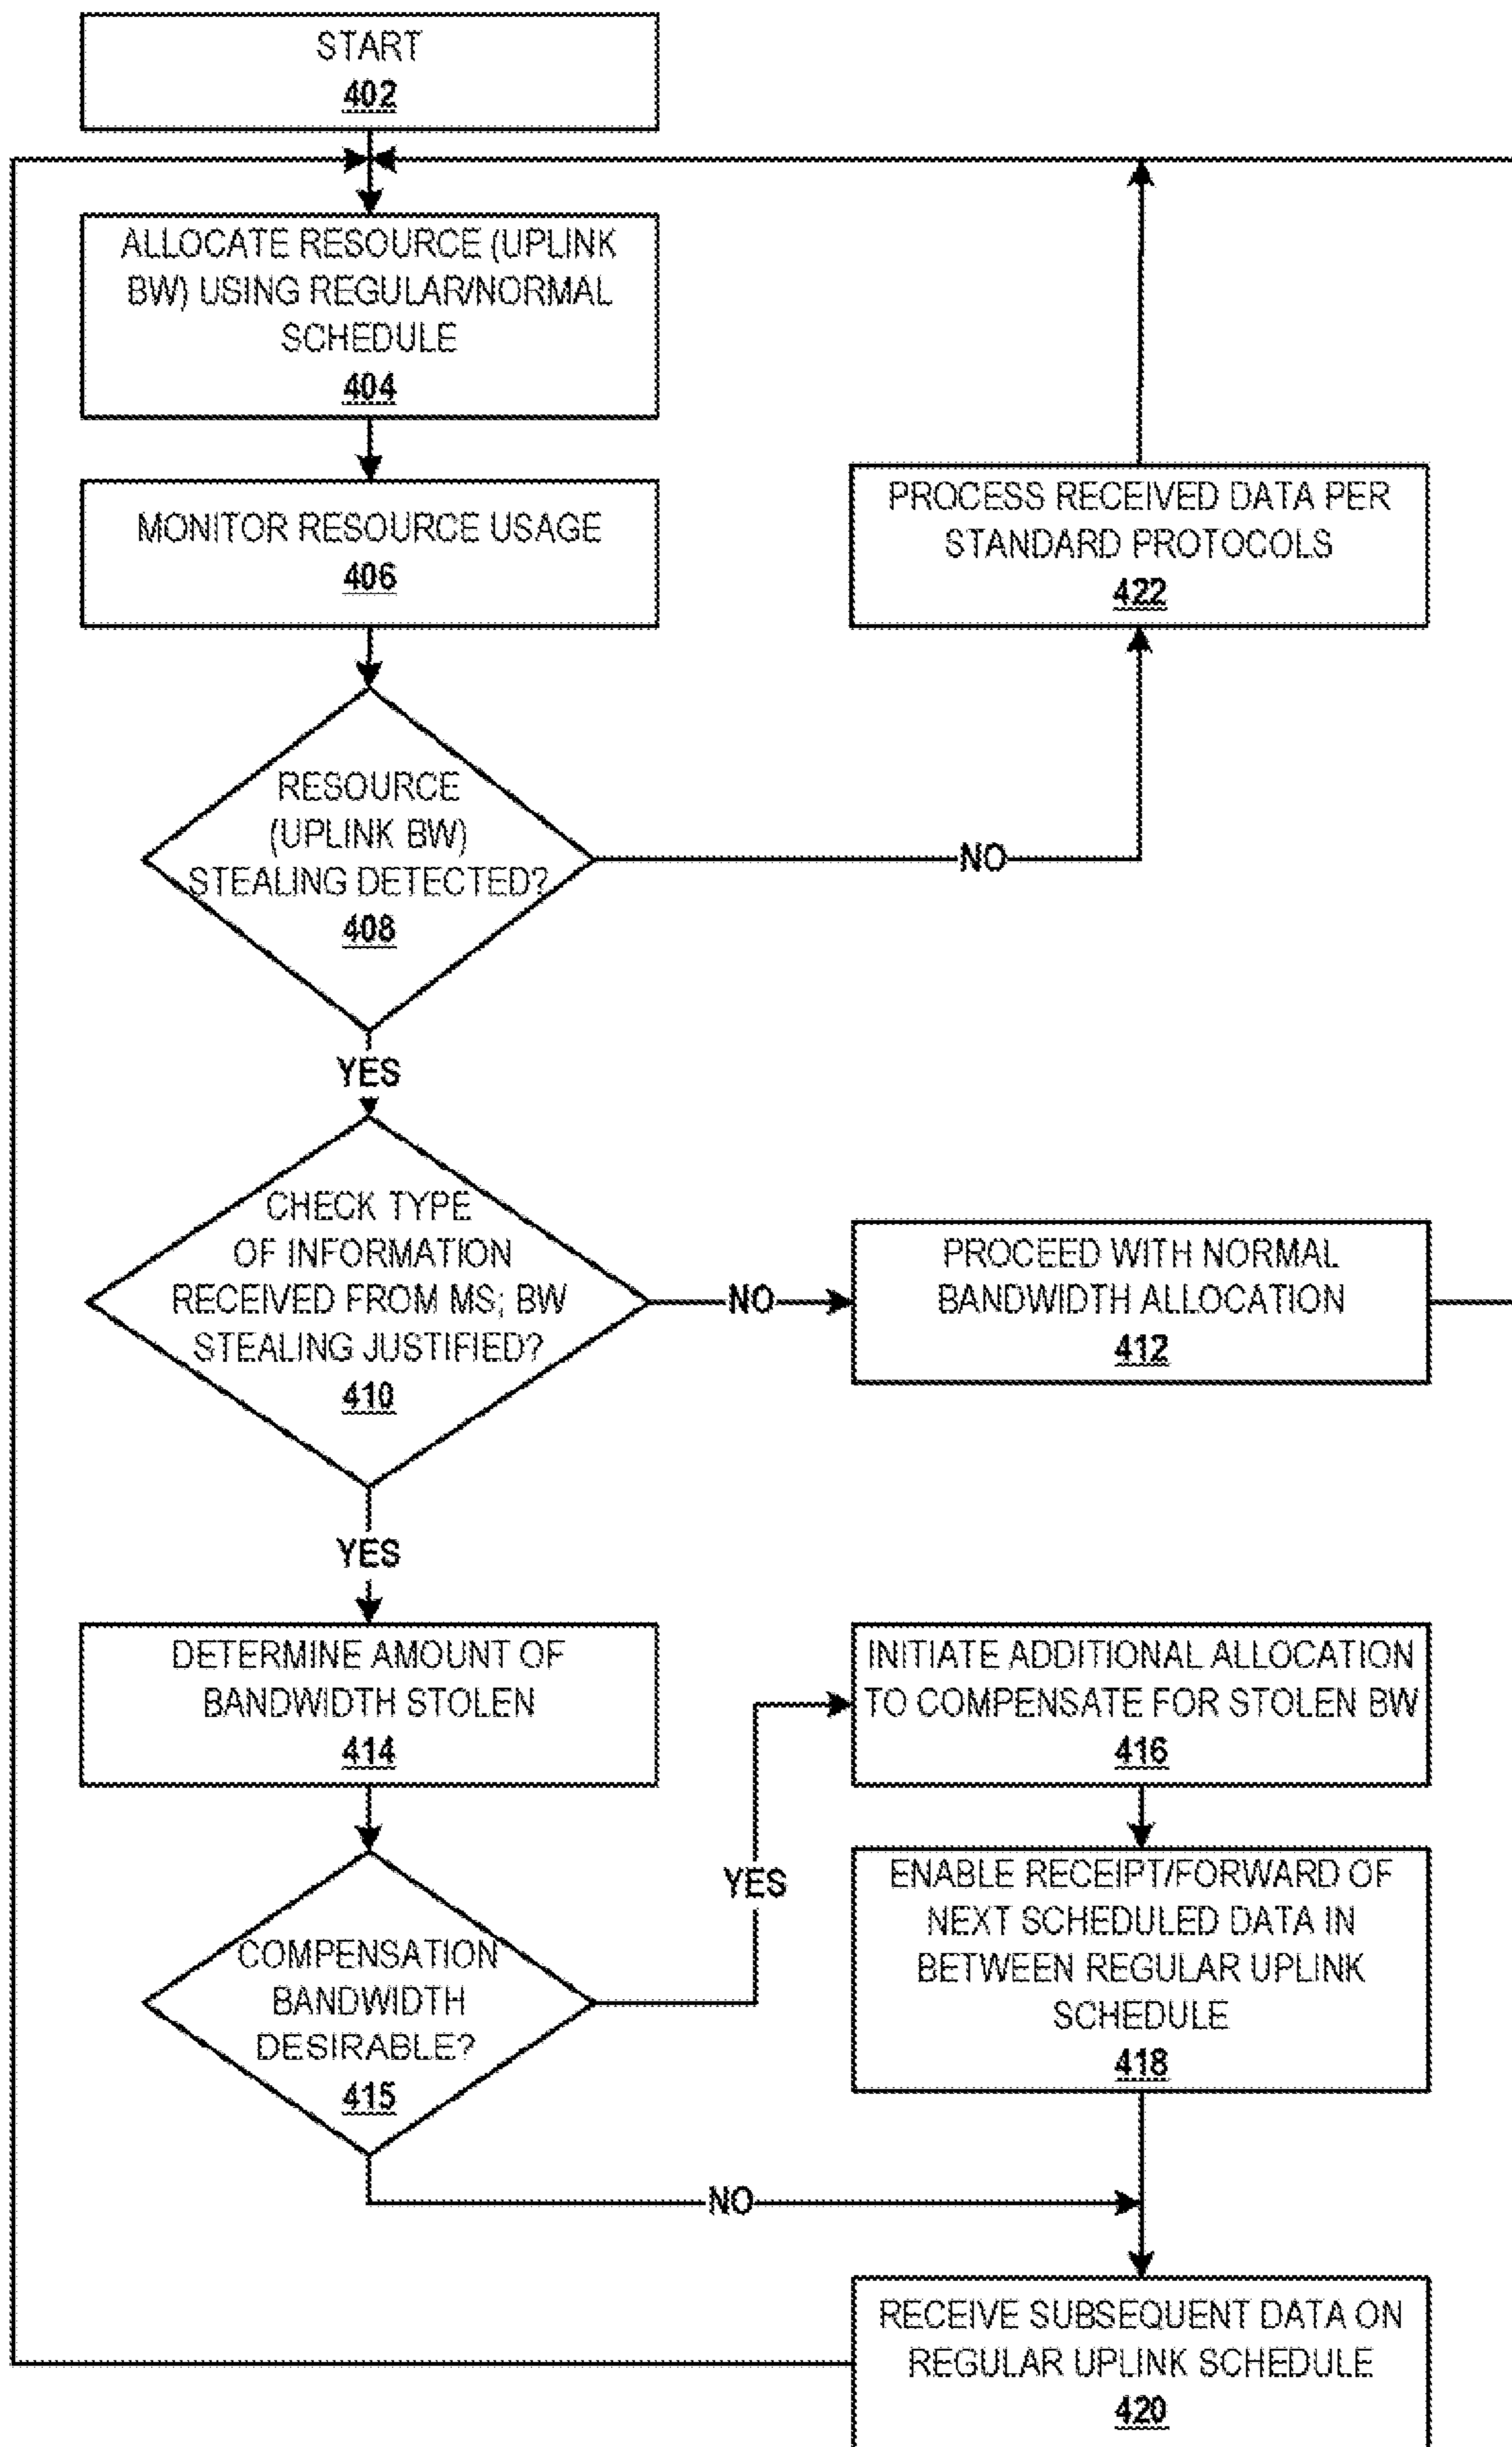 START
402
ALLOCATE RESOURCE (UPLINK
BW) USING REGULAR/NORMAL
SCHEDULE
404
MONITOR RESOURCE USAGE
406
PROCESS RECEIVED DATA PER
STANDARD PROTOCOLS
422
RESOURCE
(UPLINK BW)
STEALING DETECTED?
408
NO
YES
CHECK TYPE
OF INFORMATION
RECEIVED FROM MS; BW
STEALING JUSTIFIED?
410
NO
PROCEED WITH NORMAL
BANDWIDTH ALLOCATION
412
YES
DETERMINE AMOUNT OF
BANDWIDTH STOLEN
414
INITIATE ADDITIONAL ALLOCATION
TO COMPENSATE FOR STOLEN BW
416
YES
ENABLE RECEIPT/FORWARD OF
NEXT SCHEDULED DATA IN
BETWEEN REGULAR UPLINK
SCHEDULE
418
COMPENSATION
BANDWIDTH
DESIRABLE?
415
NO
RECEIVE SUBSEQUENT DATA ON
REGULAR UPLINK SCHEDULE
420